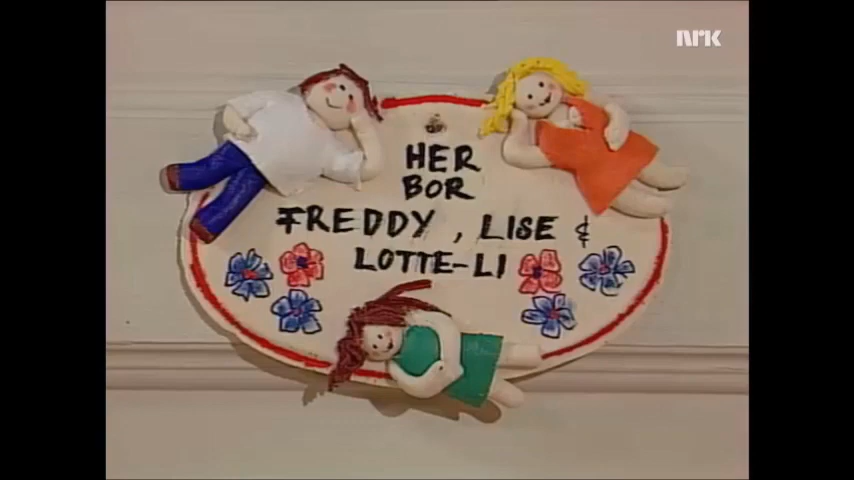 nrk
HER
BOR
FREDDY, LISE &
LOTTE-LI